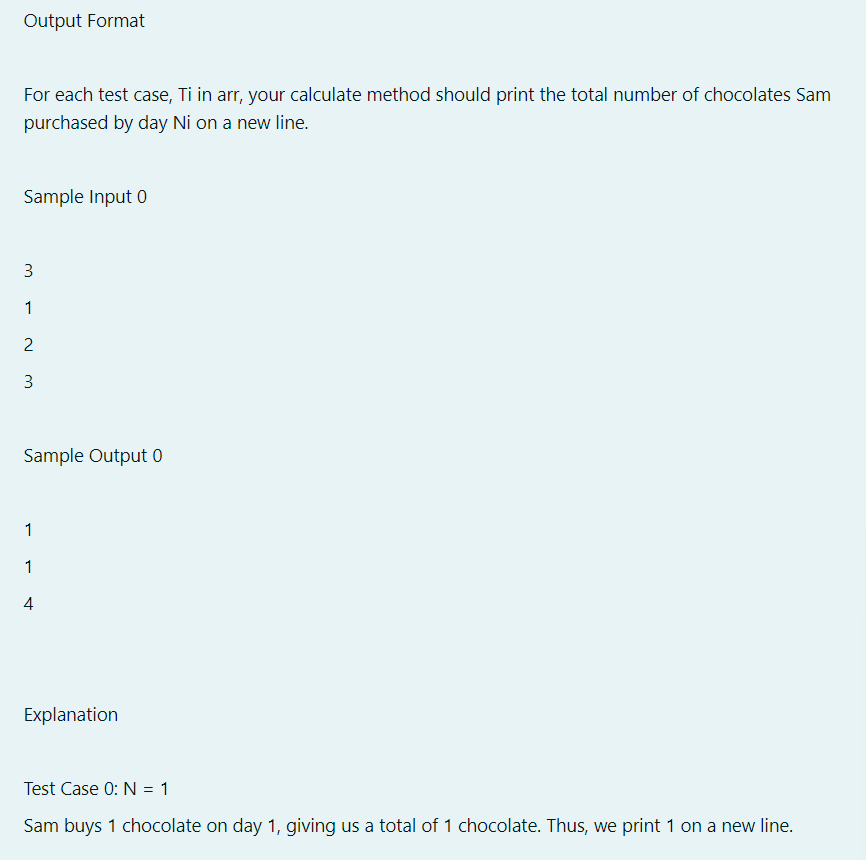 Output Format
For each test case, Ti in arr, your calculate method should print the total number of chocolates Sam
purchased by day Ni on a new line.
Sample Input 0
3
1
2
3
Sample Output 0
1
1
4
Explanation
Test Case 0: N = 1
Sam buys 1 chocolate on day 1, giving us a total of 1 chocolate. Thus, we print 1 on a new line.